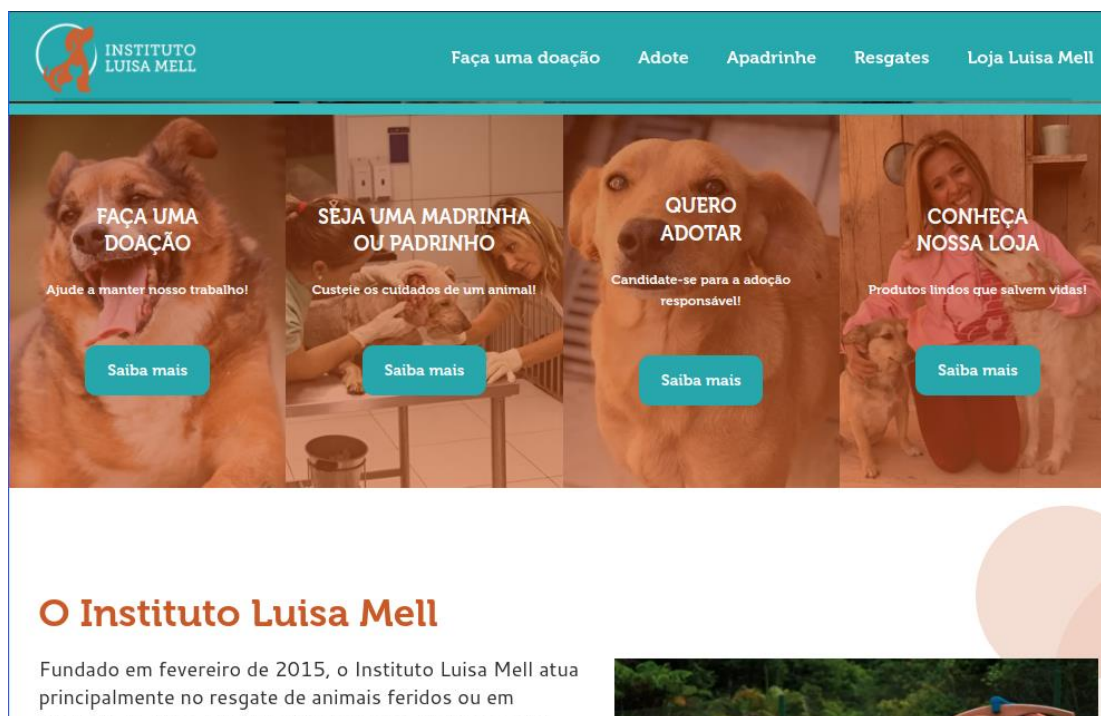 INSTITUTO
LUISA MELL
Faça uma doação Adote Apadrinhe Resgates Loja Luisa Mell
FAÇA UMA
DOAÇÃO
Ajude a manter nosso trabalho!
Saiba mais
SEJA UMA MADRINHA
OU PADRINHO
Custeie os cuidados de um animal!
Saiba mais
QUERO
ADOTAR
Candidate-se para a adoção
responsável!
Saiba mais
CONHEÇA
NOSSA LOJA
Produtos lindos que salvem vidas!
Saiba mais
O Instituto Luisa Mell
Fundado em fevereiro de 2015, o Instituto Luisa Mell atua
principalmente no resgate de animais feridos ou em